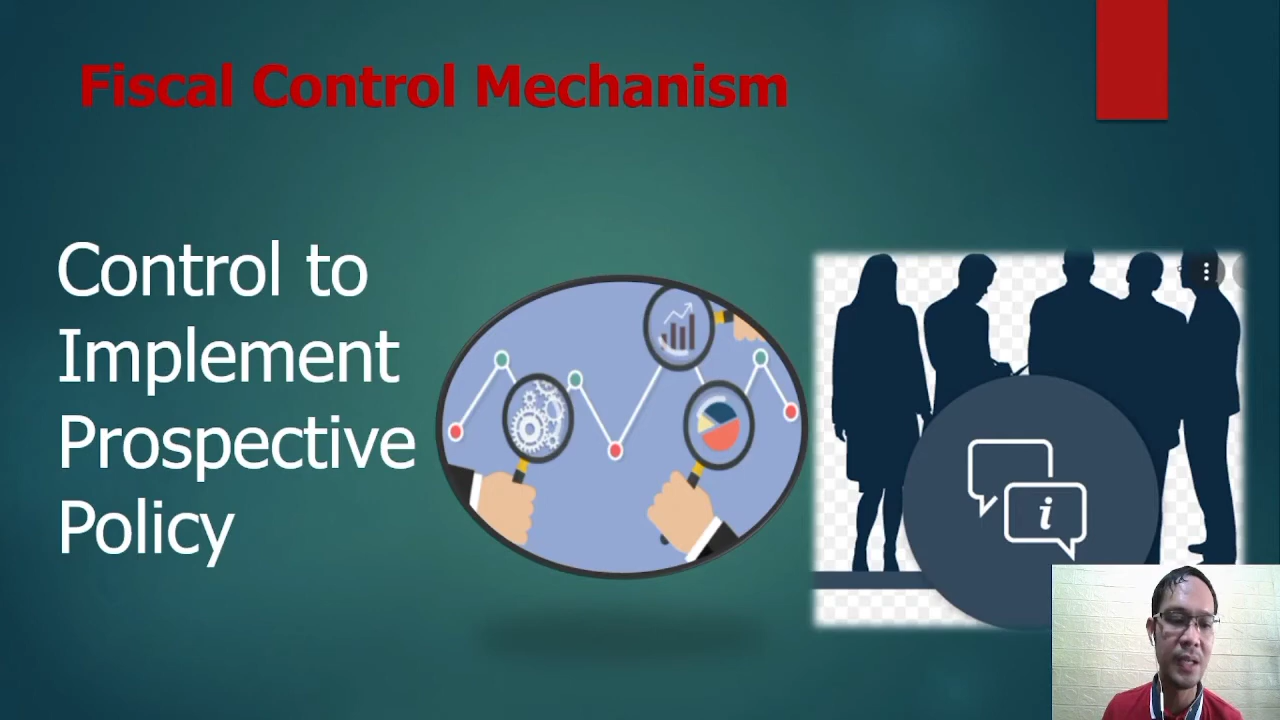 Fiscal Control Mechanism
Control to
Implement
Prospective
Policy
i